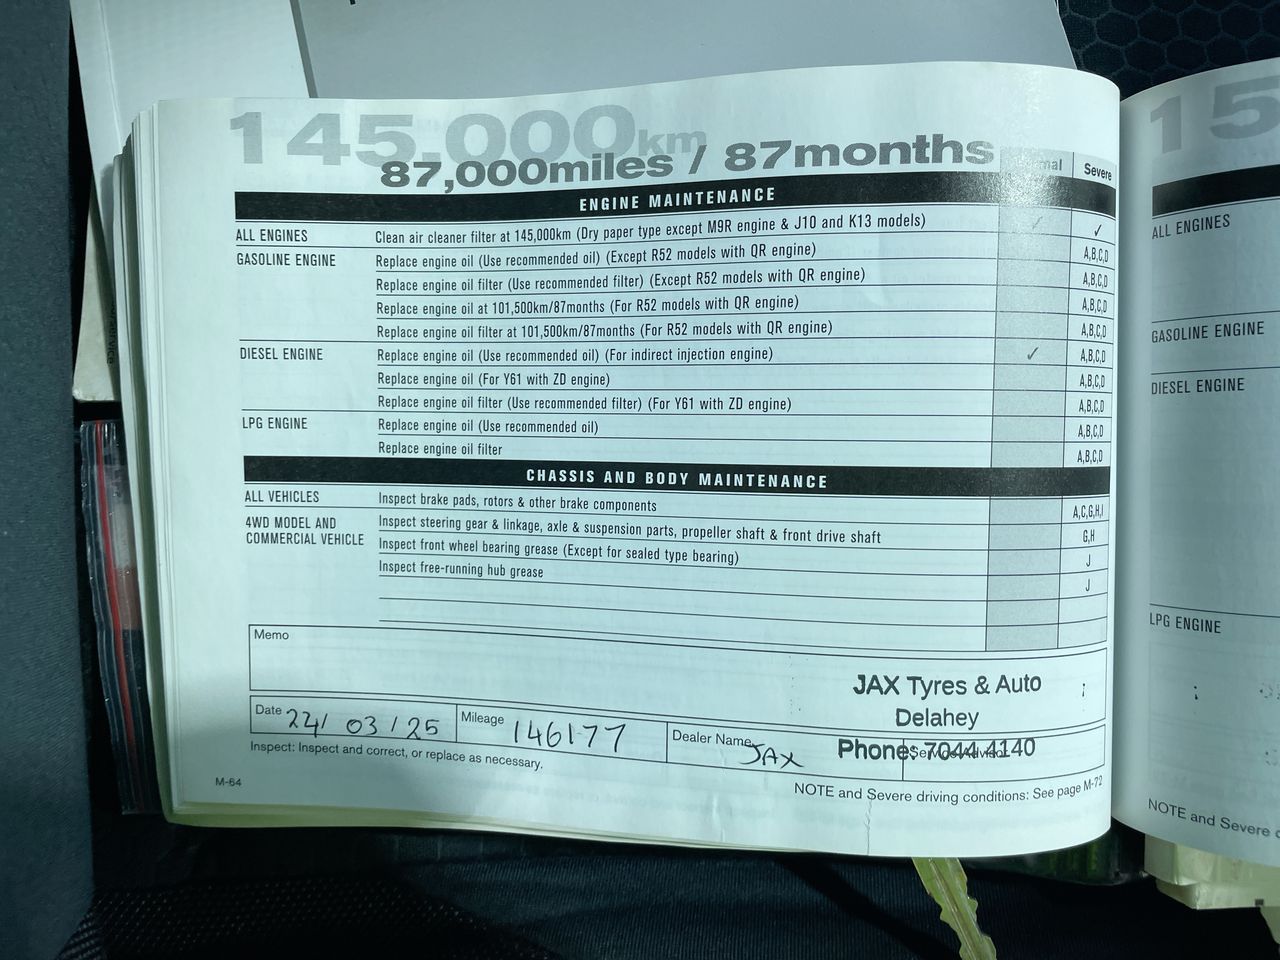 145,000km
87,000miles / 87months
Severe
ENGINE MAINTENANCE
ALL ENGINES Clean air cleaner filter at 145,000km (Dry paper type except M9R engine & J10 and K13 models) ✓ ✓
GASOLINE ENGINE Replace engine oil (Use recommended oil) (Except R52 models with QR engine) A,B,C,D
Replace engine oil filter (Use recommended filter) (Except R52 models with QR engine) A,B,C,D
Replace engine oil at 101,500km/87months (For R52 models with QR engine) A,B,C,D
Replace engine oil filter at 101,500km/87months (For R52 models with QR engine) A,B,C,D
DIESEL ENGINE Replace engine oil (Use recommended oil) (For indirect injection engine) ✓ A,B,C,D
Replace engine oil (For Y61 with ZD engine) A,B,C,D
Replace engine oil filter (Use recommended filter) (For Y61 with ZD engine) A,B,C,D
LPG ENGINE Replace engine oil (Use recommended oil) A,B,C,D
Replace engine oil filter A,B,C,D
CHASSIS AND BODY MAINTENANCE
ALL VEHICLES Inspect brake pads, rotors & other brake components A,C,G,H,I
4WD MODEL AND Inspect steering gear & linkage, axle & suspension parts, propeller shaft & front drive shaft G,H
COMMERCIAL VEHICLE Inspect front wheel bearing grease (Except for sealed type bearing) J
Inspect free-running hub grease J
Memo
JAX Tyres & Auto
Delahey
Phone: 7044 4140
Date 24/ 03 / 25 Mileage 146177 Dealer Name JAX
Inspect: Inspect and correct, or replace as necessary.
M-64
NOTE and Severe driving conditions: See page M-72
15
ALL ENGINES
GASOLINE ENGINE
DIESEL ENGINE
LPG ENGINE
NOTE and Severe